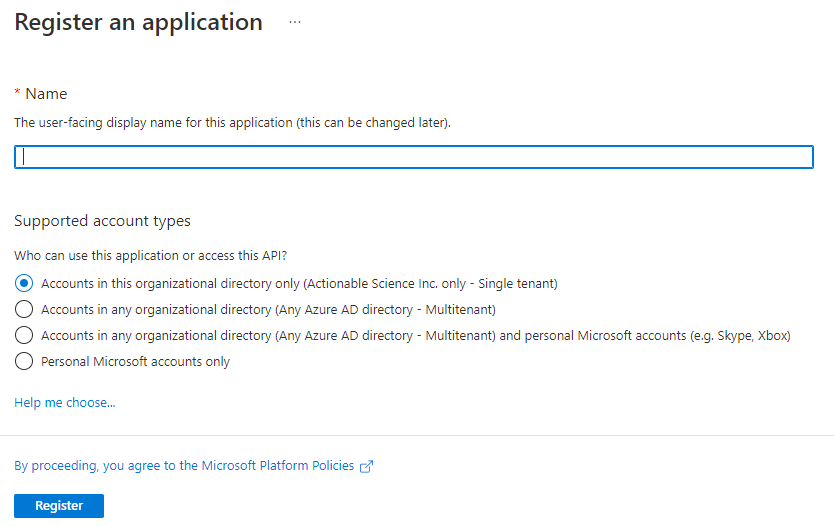 Register an application ...
* Name
The user-facing display name for this application (this can be changed later).
Supported account types
Who can use this application or access this API?
Accounts in this organizational directory only (Actionable Science Inc. only - Single tenant)
Accounts in any organizational directory (Any Azure AD directory - Multitenant)
Accounts in any organizational directory (Any Azure AD directory - Multitenant) and personal Microsoft accounts (e.g. Skype, Xbox)
Personal Microsoft accounts only
Help me choose...
By proceeding, you agree to the Microsoft Platform Policies
Register